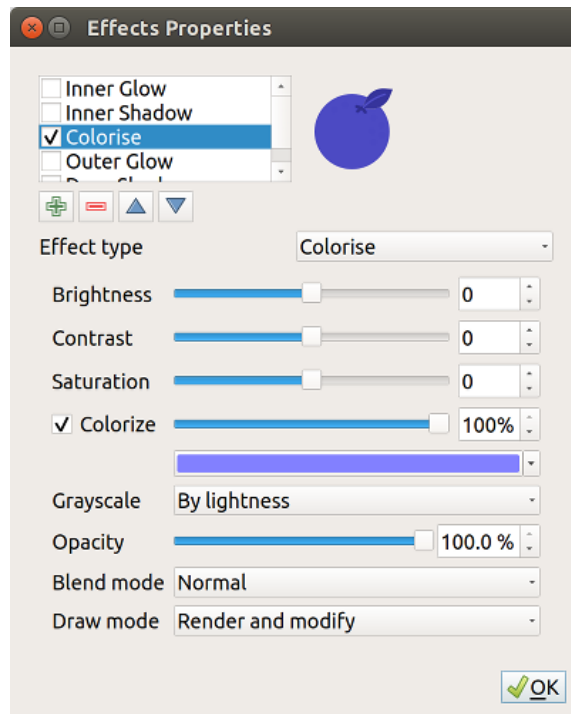 Effects Properties
Inner Glow
Inner Shadow
Colorise
Outer Glow
Effect type Colorise
Brightness 0
Contrast 0
Saturation 0
Colorize 100%
Grayscale By lightness
Opacity 100.0 %
Blend mode Normal
Draw mode Render and modify
OK